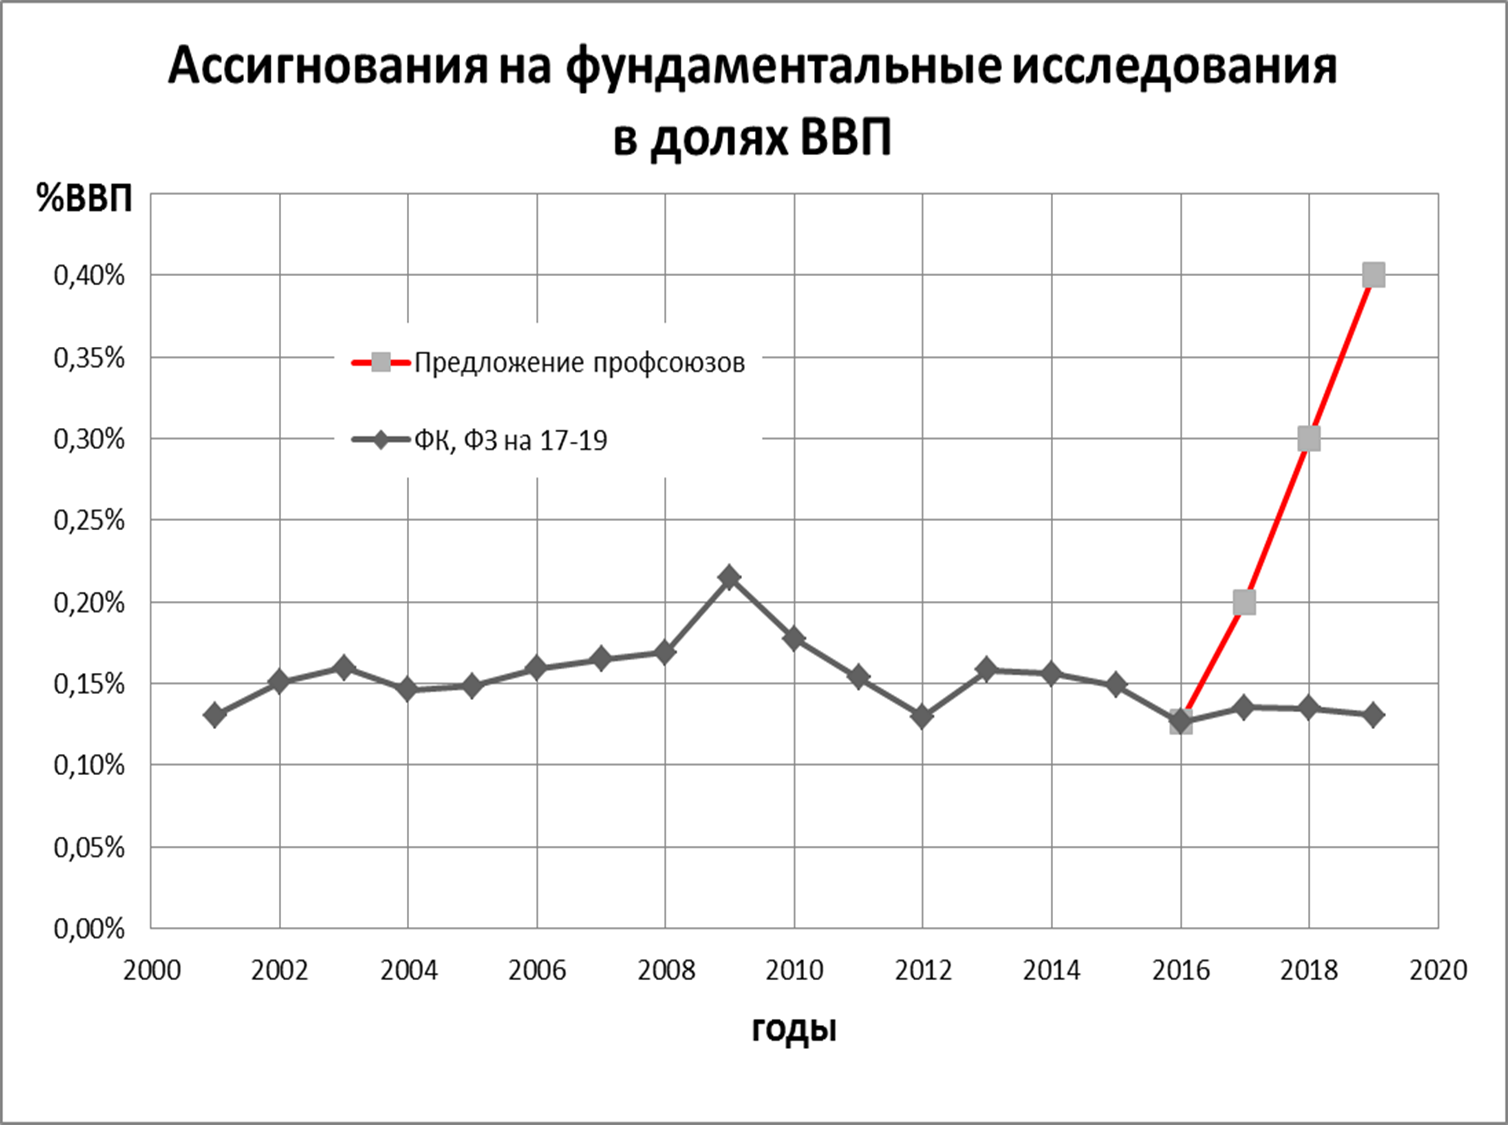 Ассигнования на фундаментальные исследования
в долях ВВП
%ВВП
0,40%
0,35%
0,30%
0,25%
0,20%
0,15%
0,10%
0,05%
0,00%
Предложение профсоюзов
ФК, ФЗ на 17-19
2000 2002 2004 2006 2008 2010 2012 2014 2016 2018 2020
годы